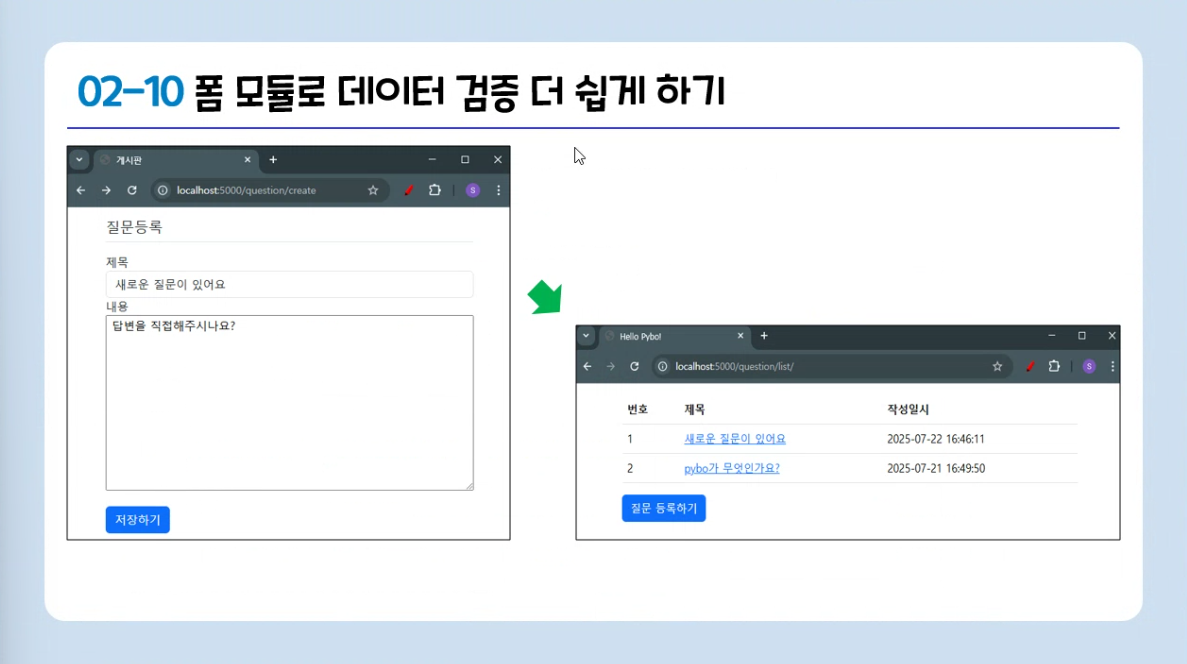 02-10 폼 모듈로 데이터 검증 더 쉽게 하기
게시판
localhost:5000/question/create
S
질문등록
제목
새로운 질문이 있어요
내용
답변을 직접해주시나요?
저장하기
Hello Pybo!
localhost:5000/question/list/
S
번호 제목 작성일시
1 새로운 질문이 있어요 2025-07-22 16:46:11
2 pybo가 무엇인가요? 2025-07-21 16:49:50
질문 등록하기